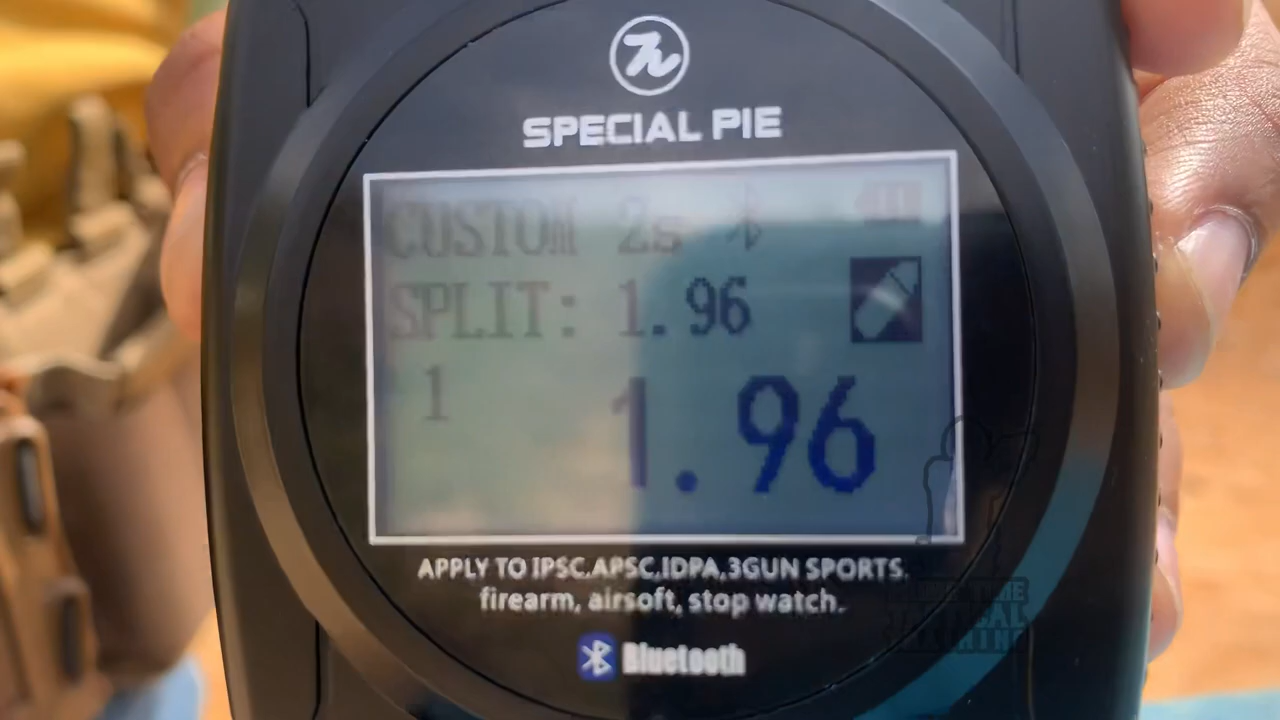 SPECIAL PIE
CUSTOM 2s
SPLIT: 1.96
1 1.96
APPLY TO IPSC,APSC,IDPA,3GUN SPORTS,
firearm, airsoft, stop watch.
Bluetooth